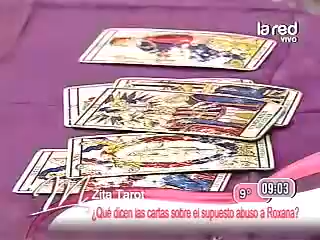 la red
VIVO
Zita Tarot
9°
09:03
¿Qué dicen las cartas sobre el supuesto abuso a Roxana?